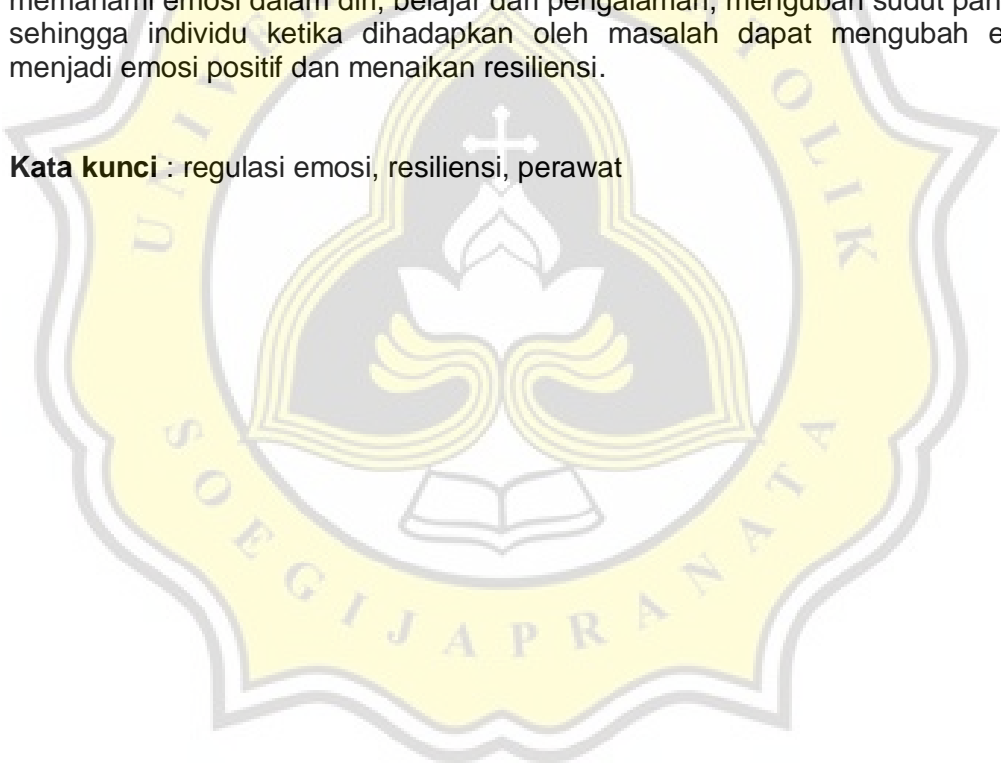 memahami emosi dalam diri, belajar dari pengalaman, mengubah sudut
sehingga individu ketika dihadapkan oleh masalah dapat mengubah
menjadi emosi positif dan menaikan resiliensi.
Kata kunci : regulasi emosi, resiliensi, perawat
SOEGIJAPRANATA